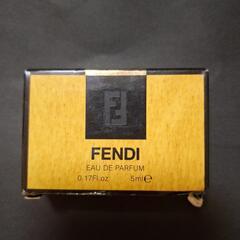 FENDI
EAU DE PARFUM
0.17Fl.oz. 5ml℮